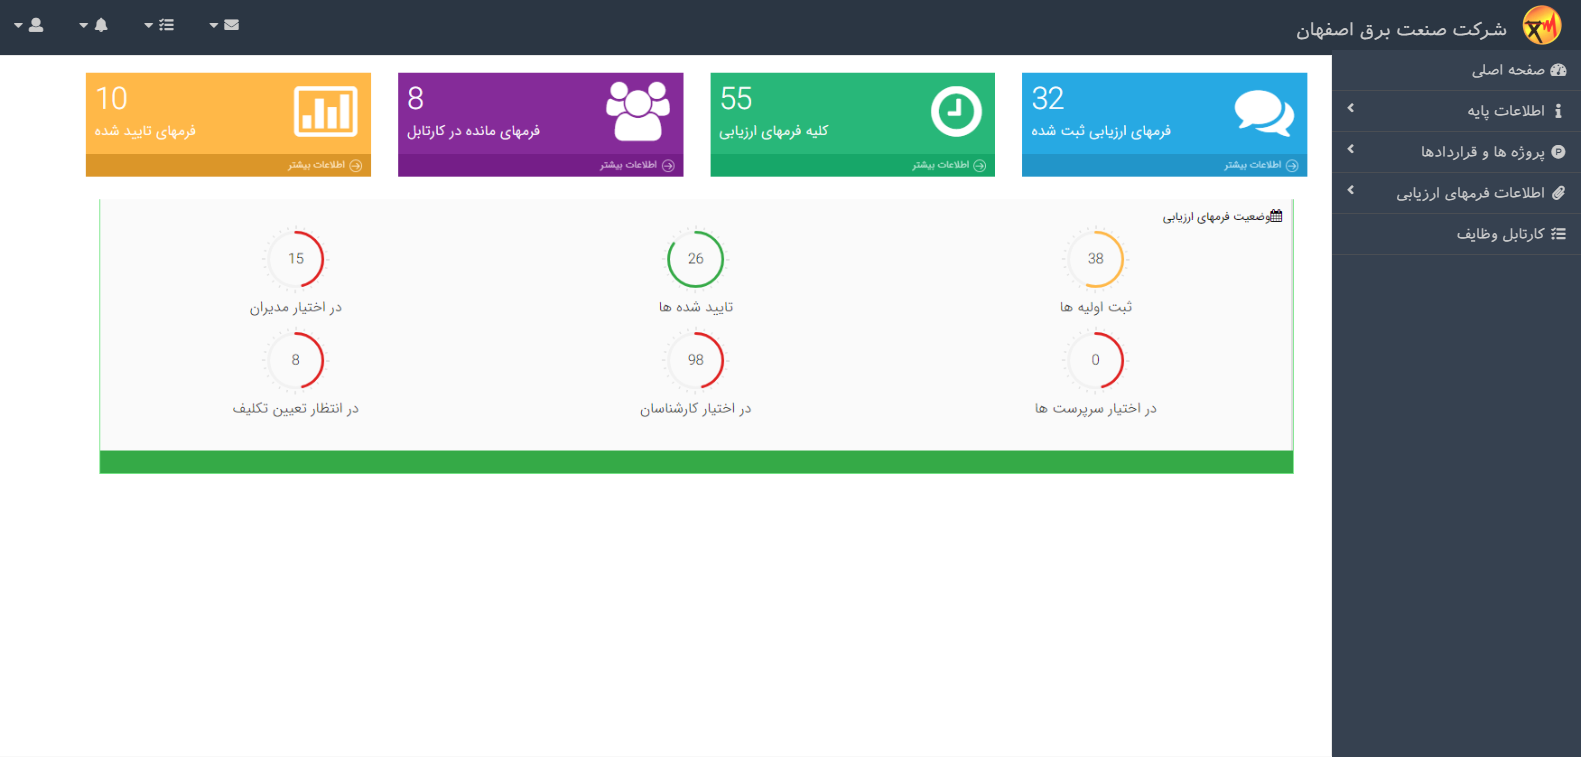 شرکت صنعت برق اصفهان
صفحه اصلی
اطلاعات پایه
پروژه ها و قراردادها
اطلاعات فرمهای ارزیابی
کارتابل وظایف
32
فرمهای ارزیابی ثبت شده
اطلاعات بیشتر
55
کلیه فرمهای ارزیابی
اطلاعات بیشتر
8
فرمهای مانده در کارتابل
اطلاعات بیشتر
10
فرمهای تایید شده
اطلاعات بیشتر
وضعیت فرمهای ارزیابی
38
ثبت اولیه ها
26
تایید شده ها
15
در اختیار مدیران
0
در اختیار سرپرست ها
98
در اختیار کارشناسان
8
در انتظار تعیین تکلیف